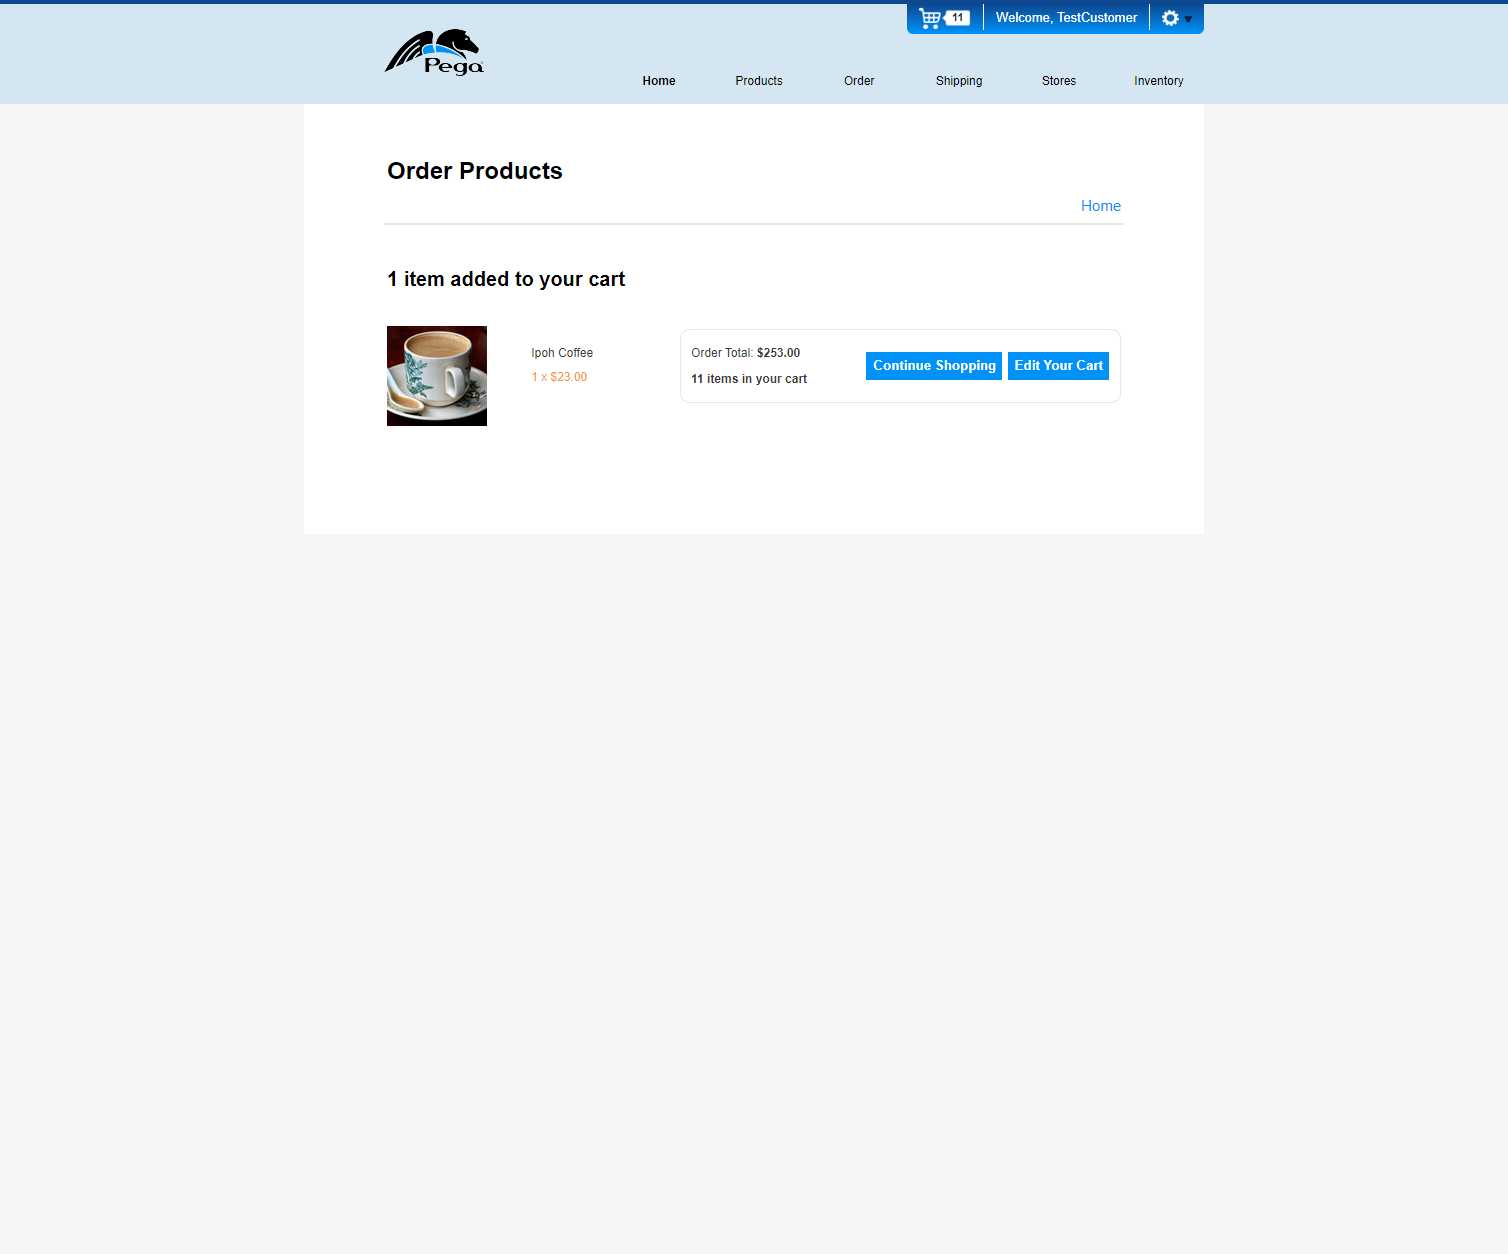 11
Welcome, TestCustomer
Pega
Home
Products
Order
Shipping
Stores
Inventory
Order Products
Home
1 item added to your cart
Ipoh Coffee
1 x $23.00
Order Total: $253.00
11 items in your cart
Continue Shopping
Edit Your Cart